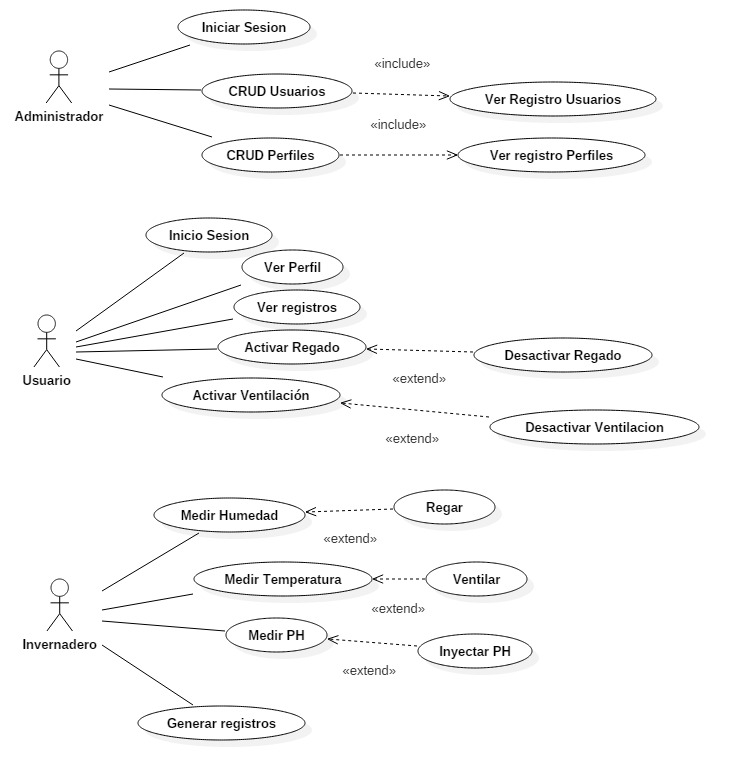 Iniciar Sesion
«include»
CRUD Usuarios
Ver Registro Usuarios
Administrador
«include»
CRUD Perfiles
Ver registro Perfiles
Inicio Sesion
Ver Perfil
Ver registros
Activar Regado
Desactivar Regado
Usuario
«extend»
Activar Ventilación
Desactivar Ventilacion
«extend»
Medir Humedad
Regar
«extend»
Medir Temperatura
Ventilar
«extend»
Medir PH
Invernadero
Inyectar PH
«extend»
Generar registros